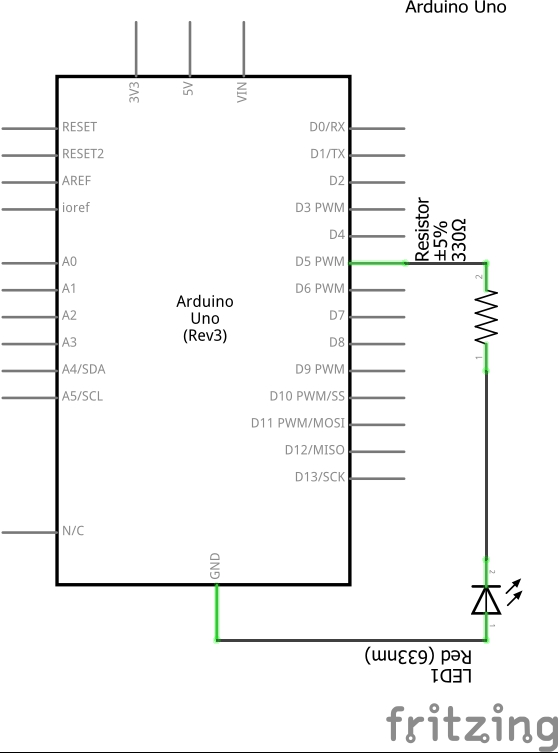 Arduino Uno
3V3
5V
VIN
RESET
RESET2
AREF
ioref
A0
A1
A2
A3
A4/SDA
A5/SCL
N/C
Arduino
Uno
(Rev3)
D0/RX
D1/TX
D2
D3 PWM
D4
D5 PWM
D6 PWM
D7
D8
D9 PWM
D10 PWM/SS
D11 PWM/MOSI
D12/MISO
D13/SCK
GND
Resistor
±5%
330Ω
2
1
2
1
LED1
Red (633nm)
fritzing